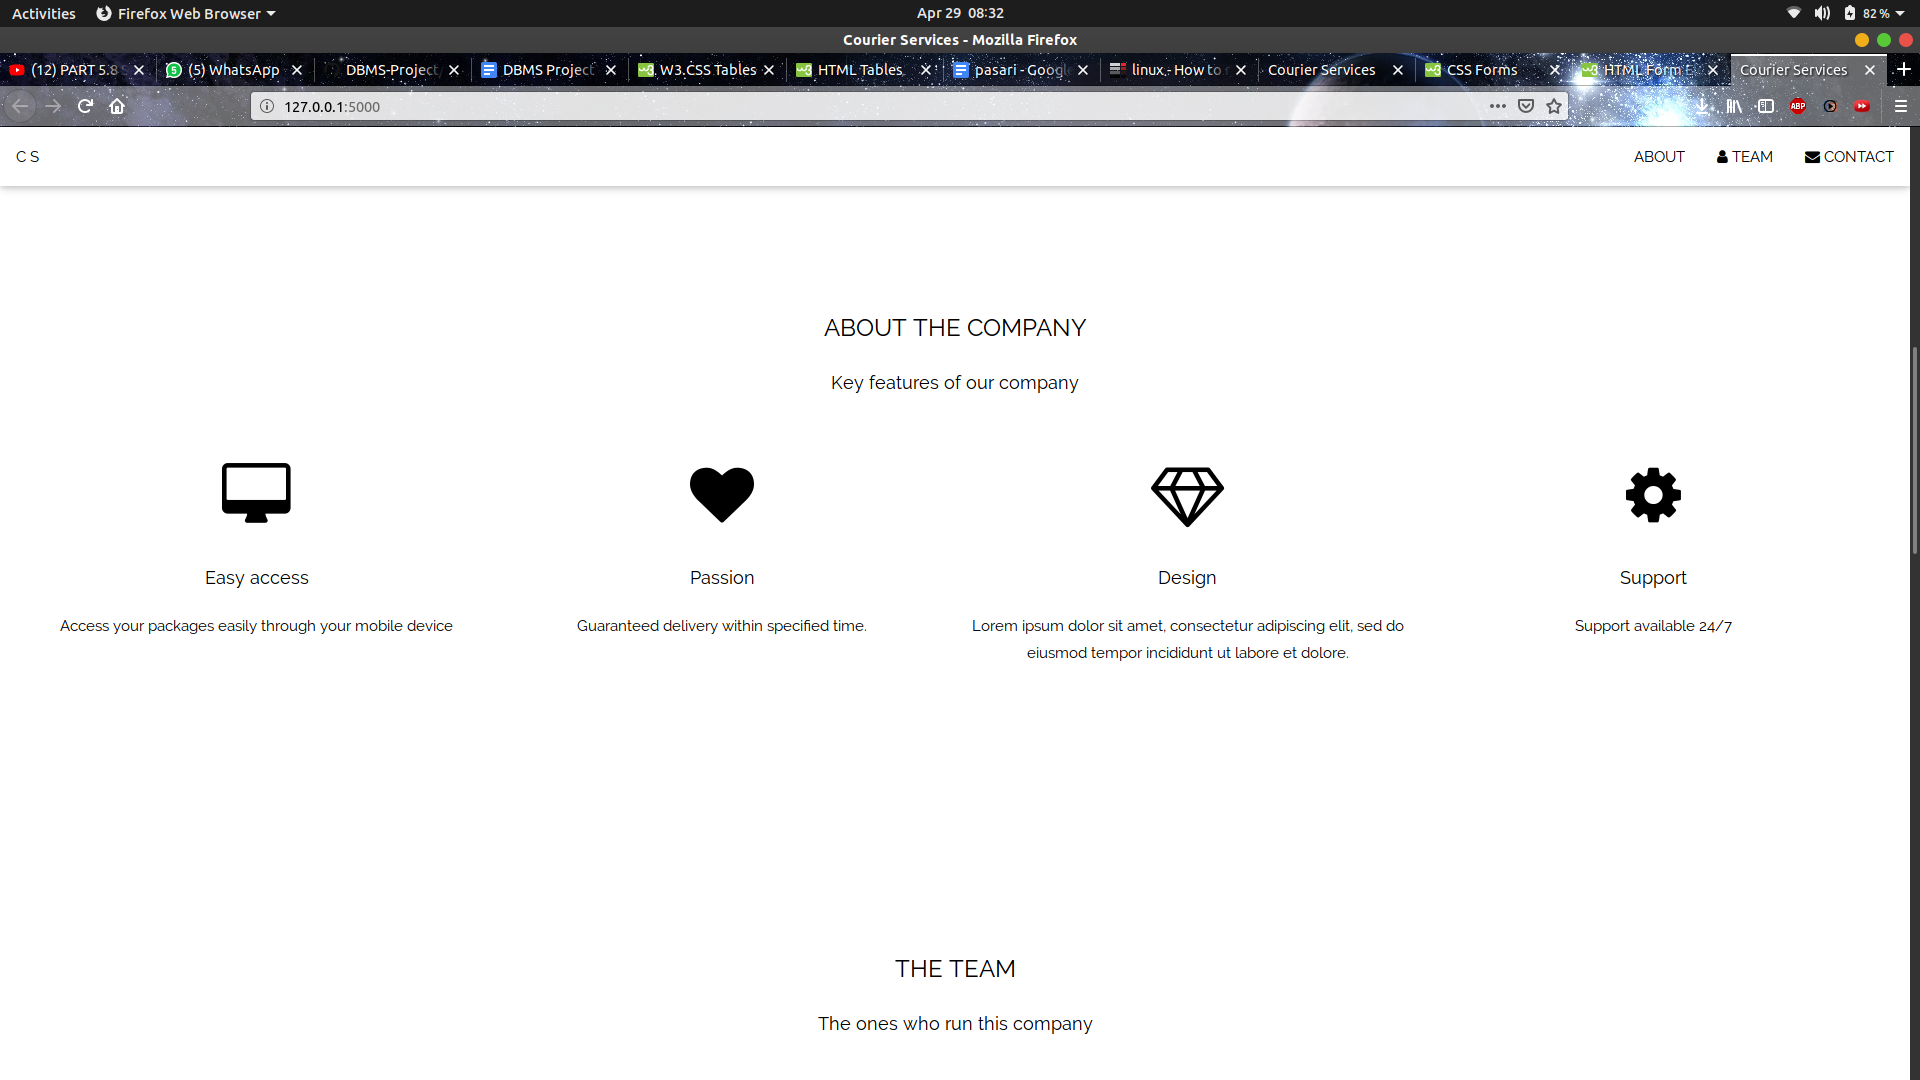 Activities Firefox Web Browser Apr 29 08:32 82 %
Courier Services - Mozilla Firefox
(12) PART 5.8 (5) WhatsApp DBMS-Project DBMS Project W3.CSS Tables HTML Tables pasari - Google linux - How to Courier Services CSS Forms HTML Form Courier Services
127.0.0.1:5000 ABP
C S ABOUT TEAM CONTACT
ABOUT THE COMPANY
Key features of our company
Easy access Passion Design Support
Access your packages easily through your mobile device Guaranteed delivery within specified time. Lorem ipsum dolor sit amet, consectetur adipiscing elit, sed do Support available 24/7
eiusmod tempor incididunt ut labore et dolore.
THE TEAM
The ones who run this company